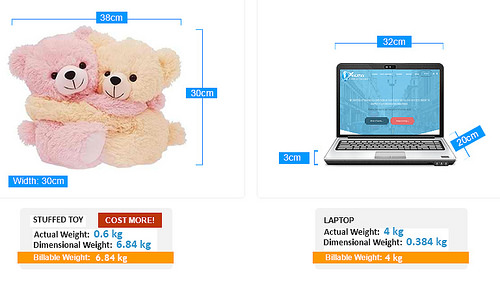 38cm
32cm
30cm
20cm
3cm
Width: 30cm
STUFFED TOY COST MORE!
Actual Weight: 0.6 kg
Dimensional Weight: 6.84 kg
Billable Weight: 6.84 kg
LAPTOP
Actual Weight: 4 kg
Dimensional Weight: 0.384 kg
Billable Weight: 4 kg